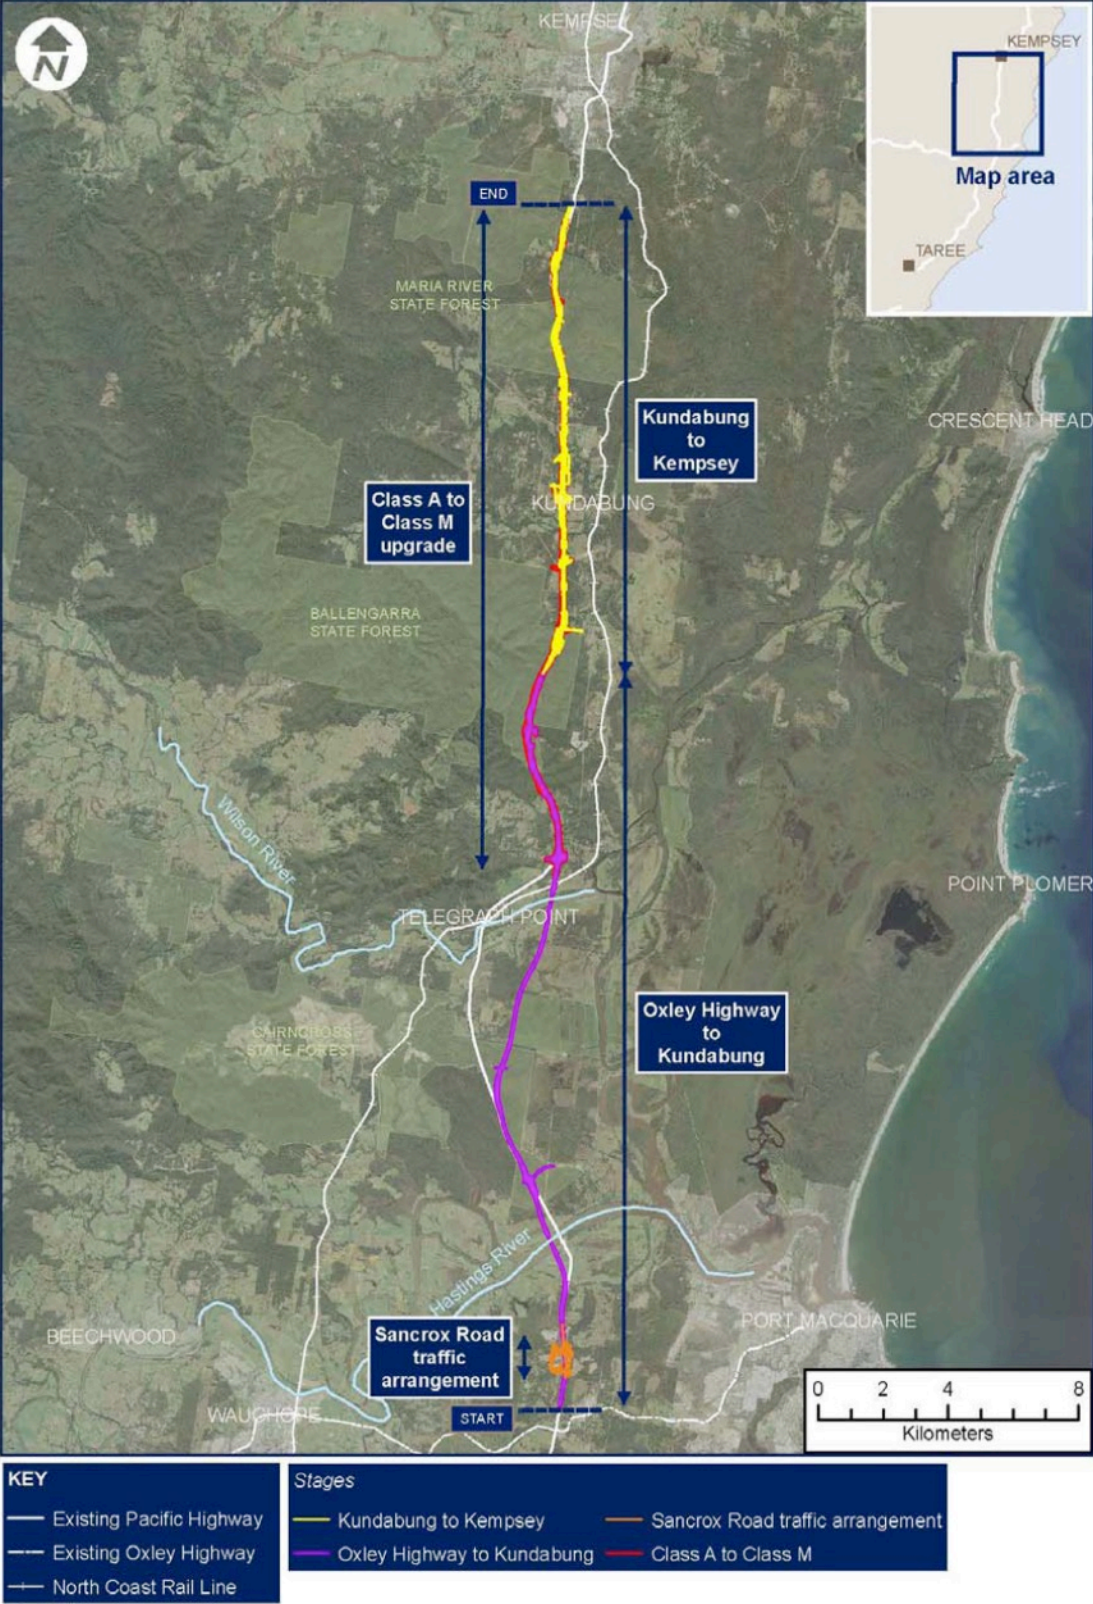 N
KEMPSEY
KEMPSEY
Map area
TAREE
END
MARIA RIVER
STATE FOREST
CRESCENT HEAD
Kundabung
to
Kempsey
Class A to
Class M
upgrade
KUNDABUNG
BALLENGARRA
STATE FOREST
Wilson River
POINT PLOMER
TELEGRAPH POINT
Oxley Highway
to
Kundabung
CAIRNCROSS
STATE FOREST
Hastings River
PORT MACQUARIE
BEECHWOOD
Sancrox Road
traffic
arrangement
WAUCHOPE
START
0 2 4 8
Kilometers
KEY
Existing Pacific Highway
Existing Oxley Highway
North Coast Rail Line
Stages
Kundabung to Kempsey
Oxley Highway to Kundabung
Sancrox Road traffic arrangement
Class A to Class M